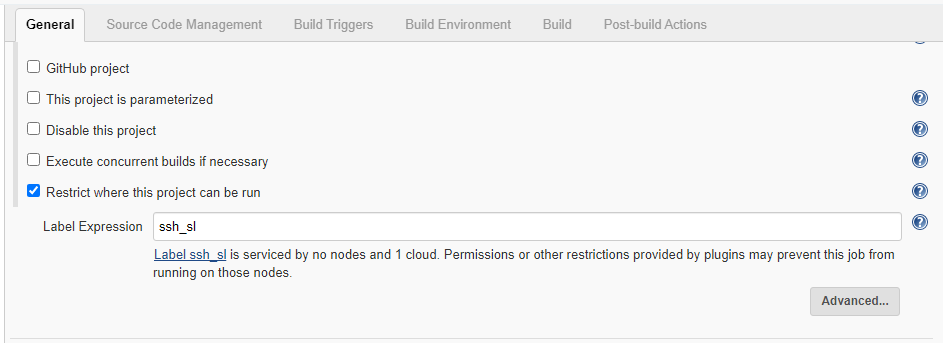 General Source Code Management Build Triggers Build Environment Build Post-build Actions
GitHub project
This project is parameterized
Disable this project
Execute concurrent builds if necessary
Restrict where this project can be run
Label Expression ssh_sl
Label ssh_sl is serviced by no nodes and 1 cloud. Permissions or other restrictions provided by plugins may prevent this job from
running on those nodes.
Advanced...